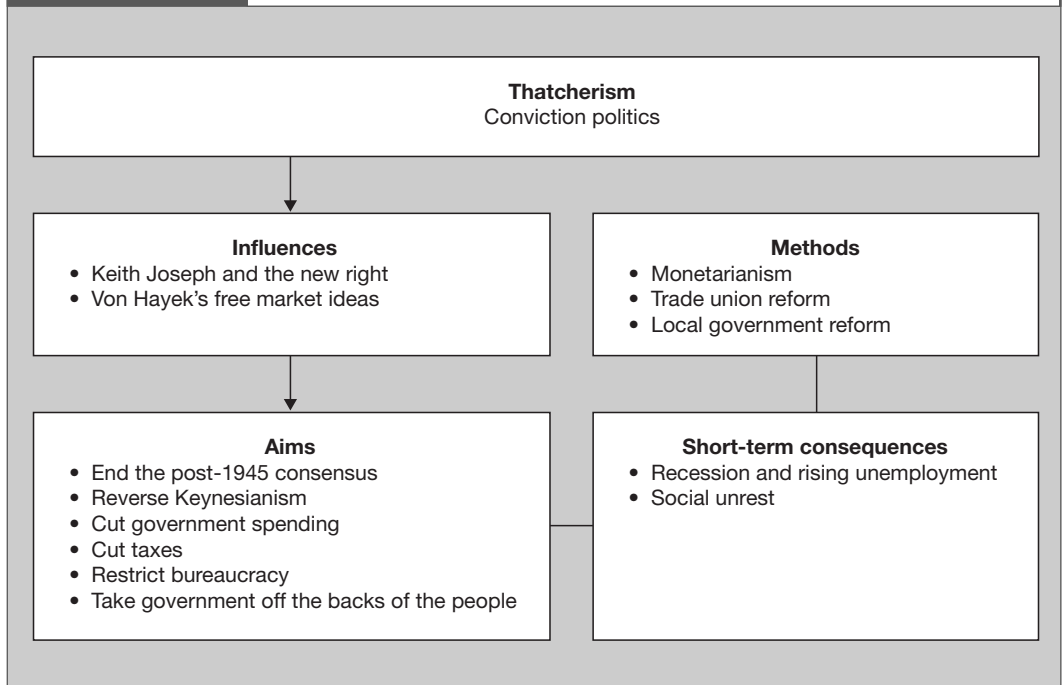 Thatcherism
Conviction politics
Influences
• Keith Joseph and the new right
• Von Hayek's free market ideas
Methods
• Monetarianism
• Trade union reform
• Local government reform
Aims
• End the post-1945 consensus
• Reverse Keynesianism
• Cut government spending
• Cut taxes
• Restrict bureaucracy
• Take government off the backs of the people
Short-term consequences
• Recession and rising unemployment
• Social unrest